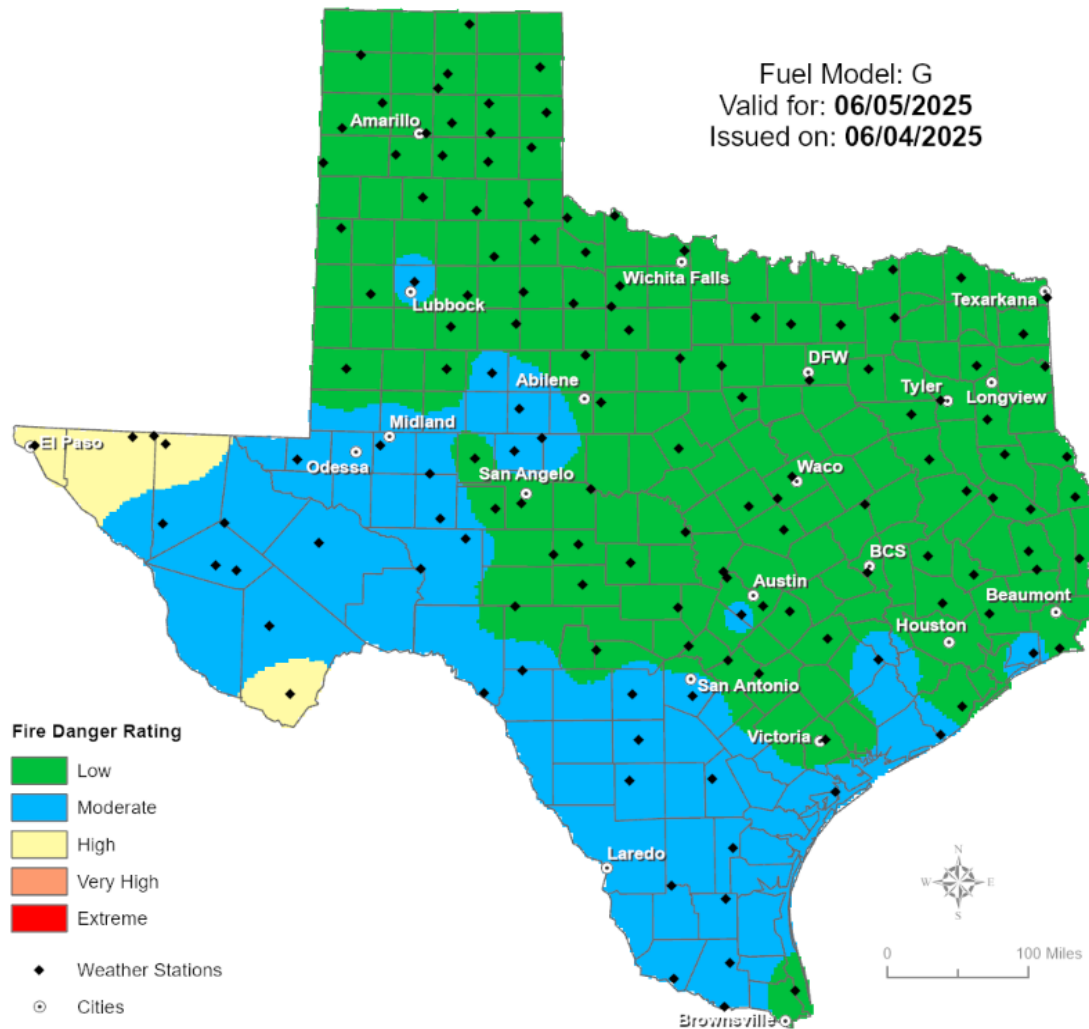 Fuel Model: G
Valid for: 06/05/2025
Issued on: 06/04/2025
Amarillo
Wichita Falls
Lubbock
Texarkana
DFW
Abilene
Tyler
Longview
Midland
El Paso
Odessa
San Angelo
Waco
BCS
Austin
Beaumont
Houston
San Antonio
Victoria
Laredo
Brownsville
Fire Danger Rating
Low
Moderate
High
Very High
Extreme
Weather Stations
Cities
N
W E
S
0 100 Miles